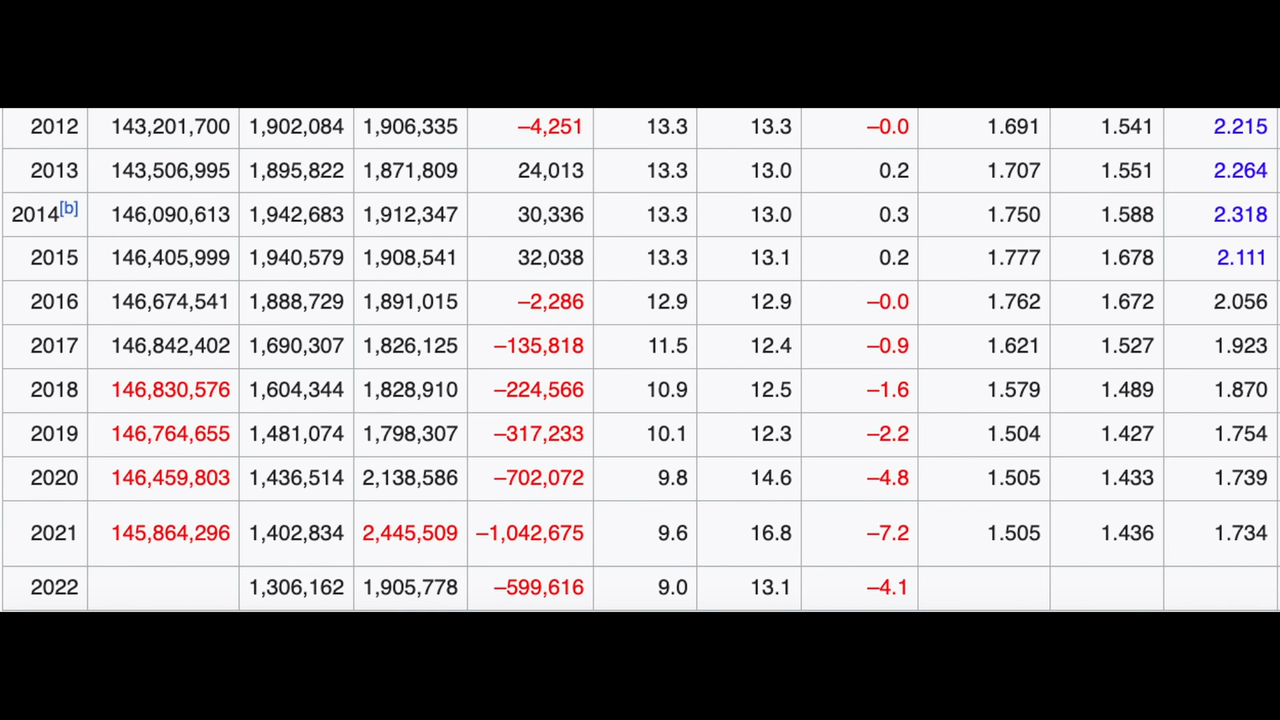 2012 143,201,700 1,902,084 1,906,335 –4,251 13.3 13.3 –0.0 1.691 1.541 2.215
2013 143,506,995 1,895,822 1,871,809 24,013 13.3 13.0 0.2 1.707 1.551 2.264
2014[b] 146,090,613 1,942,683 1,912,347 30,336 13.3 13.0 0.3 1.750 1.588 2.318
2015 146,405,999 1,940,579 1,908,541 32,038 13.3 13.1 0.2 1.777 1.678 2.111
2016 146,674,541 1,888,729 1,891,015 –2,286 12.9 12.9 –0.0 1.762 1.672 2.056
2017 146,842,402 1,690,307 1,826,125 –135,818 11.5 12.4 –0.9 1.621 1.527 1.923
2018 146,830,576 1,604,344 1,828,910 –224,566 10.9 12.5 –1.6 1.579 1.489 1.870
2019 146,764,655 1,481,074 1,798,307 –317,233 10.1 12.3 –2.2 1.504 1.427 1.754
2020 146,459,803 1,436,514 2,138,586 –702,072 9.8 14.6 –4.8 1.505 1.433 1.739
2021 145,864,296 1,402,834 2,445,509 –1,042,675 9.6 16.8 –7.2 1.505 1.436 1.734
2022 1,306,162 1,905,778 –599,616 9.0 13.1 –4.1